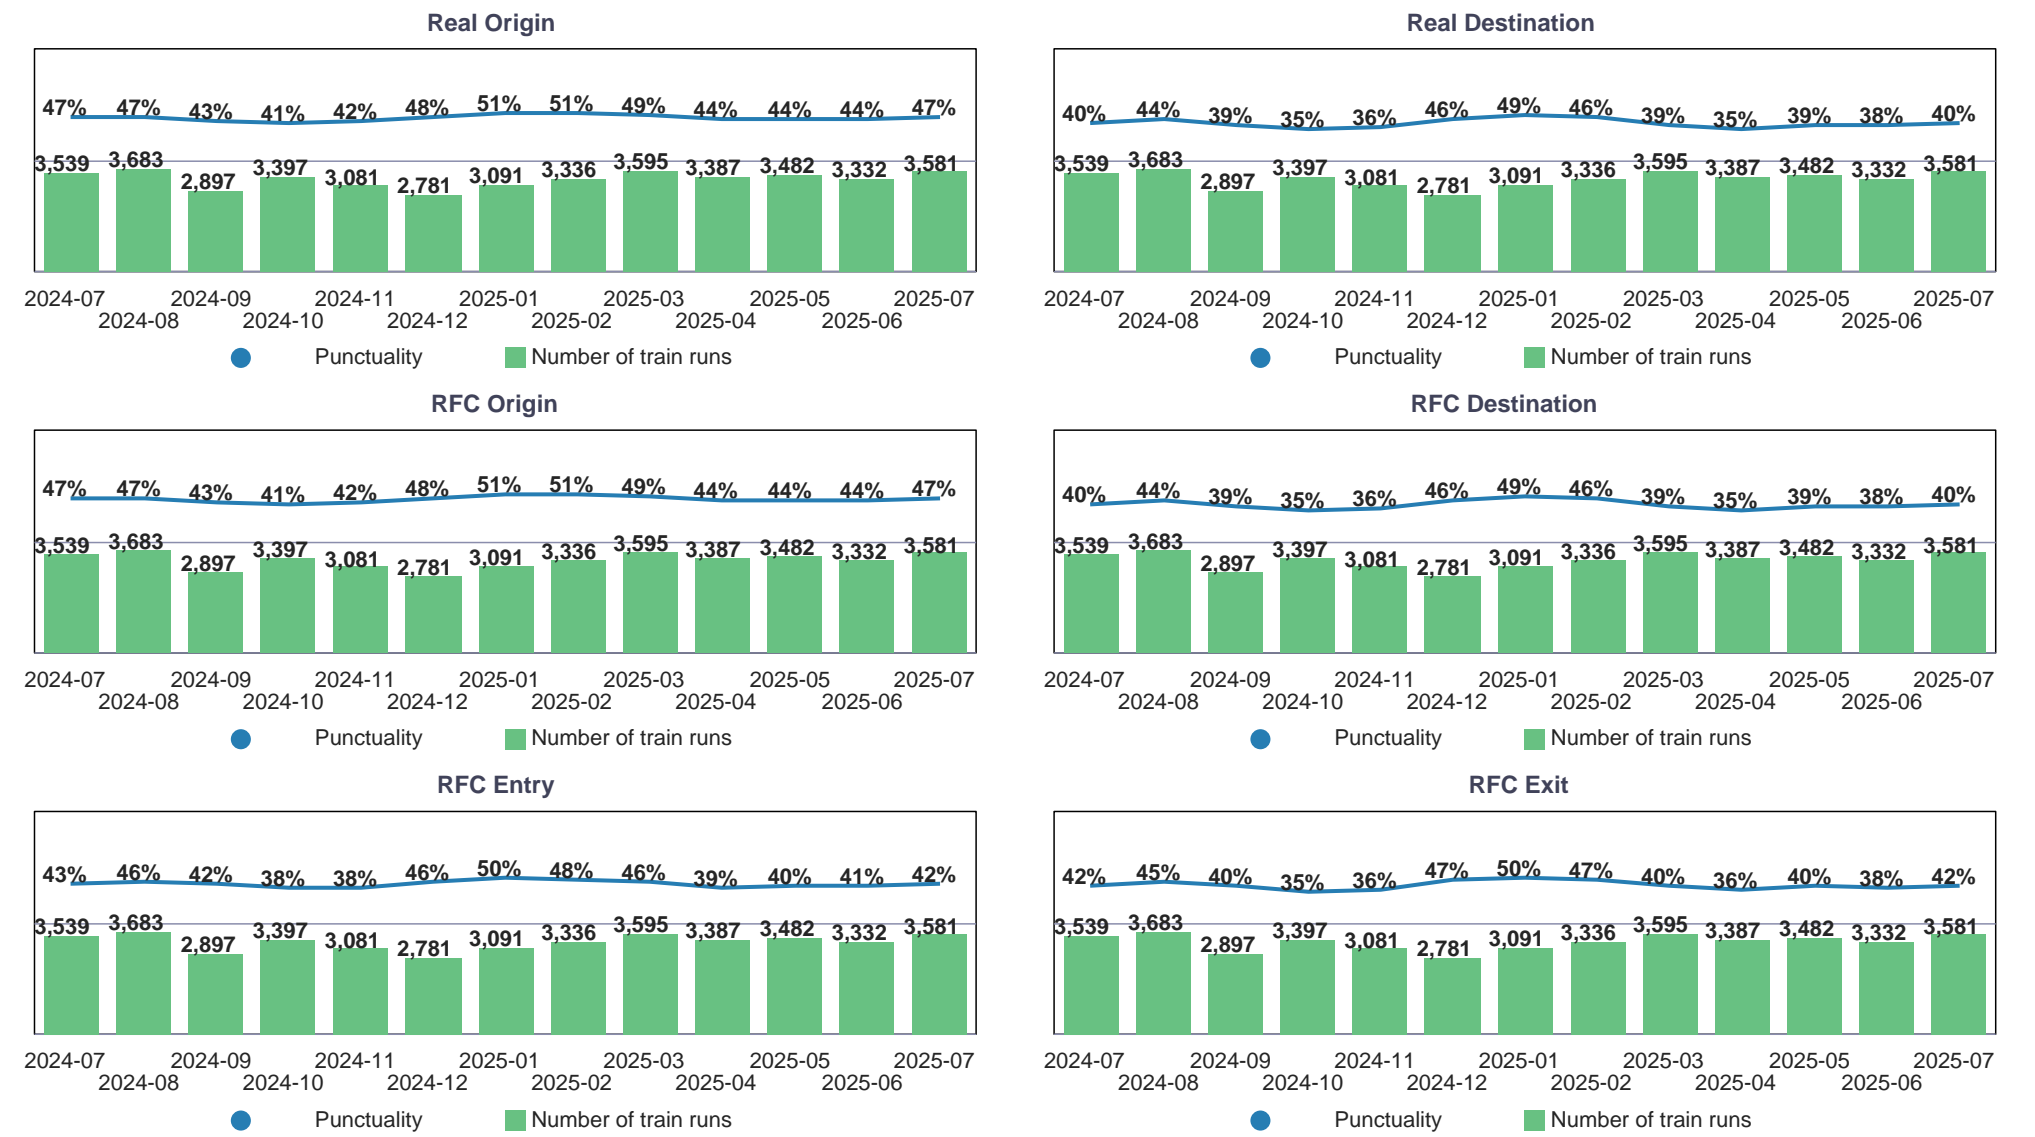 Real Origin
47% 47% 43% 41% 42% 48% 51% 51% 49% 44% 44% 44% 47%
3,539 3,683 2,897 3,397 3,081 2,781 3,091 3,336 3,595 3,387 3,482 3,332 3,581
2024-07 2024-09 2024-11 2025-01 2025-03 2025-05 2025-07
2024-08 2024-10 2024-12 2025-02 2025-04 2025-06
Punctuality Number of train runs
Real Destination
40% 44% 39% 35% 36% 46% 49% 46% 39% 35% 39% 38% 40%
3,539 3,683 2,897 3,397 3,081 2,781 3,091 3,336 3,595 3,387 3,482 3,332 3,581
2024-07 2024-09 2024-11 2025-01 2025-03 2025-05 2025-07
2024-08 2024-10 2024-12 2025-02 2025-04 2025-06
Punctuality Number of train runs
RFC Origin
47% 47% 43% 41% 42% 48% 51% 51% 49% 44% 44% 44% 47%
3,539 3,683 2,897 3,397 3,081 2,781 3,091 3,336 3,595 3,387 3,482 3,332 3,581
2024-07 2024-09 2024-11 2025-01 2025-03 2025-05 2025-07
2024-08 2024-10 2024-12 2025-02 2025-04 2025-06
Punctuality Number of train runs
RFC Destination
40% 44% 39% 35% 36% 46% 49% 46% 39% 35% 39% 38% 40%
3,539 3,683 2,897 3,397 3,081 2,781 3,091 3,336 3,595 3,387 3,482 3,332 3,581
2024-07 2024-09 2024-11 2025-01 2025-03 2025-05 2025-07
2024-08 2024-10 2024-12 2025-02 2025-04 2025-06
Punctuality Number of train runs
RFC Entry
43% 46% 42% 38% 38% 46% 50% 48% 46% 39% 40% 41% 42%
3,539 3,683 2,897 3,397 3,081 2,781 3,091 3,336 3,595 3,387 3,482 3,332 3,581
2024-07 2024-09 2024-11 2025-01 2025-03 2025-05 2025-07
2024-08 2024-10 2024-12 2025-02 2025-04 2025-06
Punctuality Number of train runs
RFC Exit
42% 45% 40% 35% 36% 47% 50% 47% 40% 36% 40% 38% 42%
3,539 3,683 2,897 3,397 3,081 2,781 3,091 3,336 3,595 3,387 3,482 3,332 3,581
2024-07 2024-09 2024-11 2025-01 2025-03 2025-05 2025-07
2024-08 2024-10 2024-12 2025-02 2025-04 2025-06
Punctuality Number of train runs